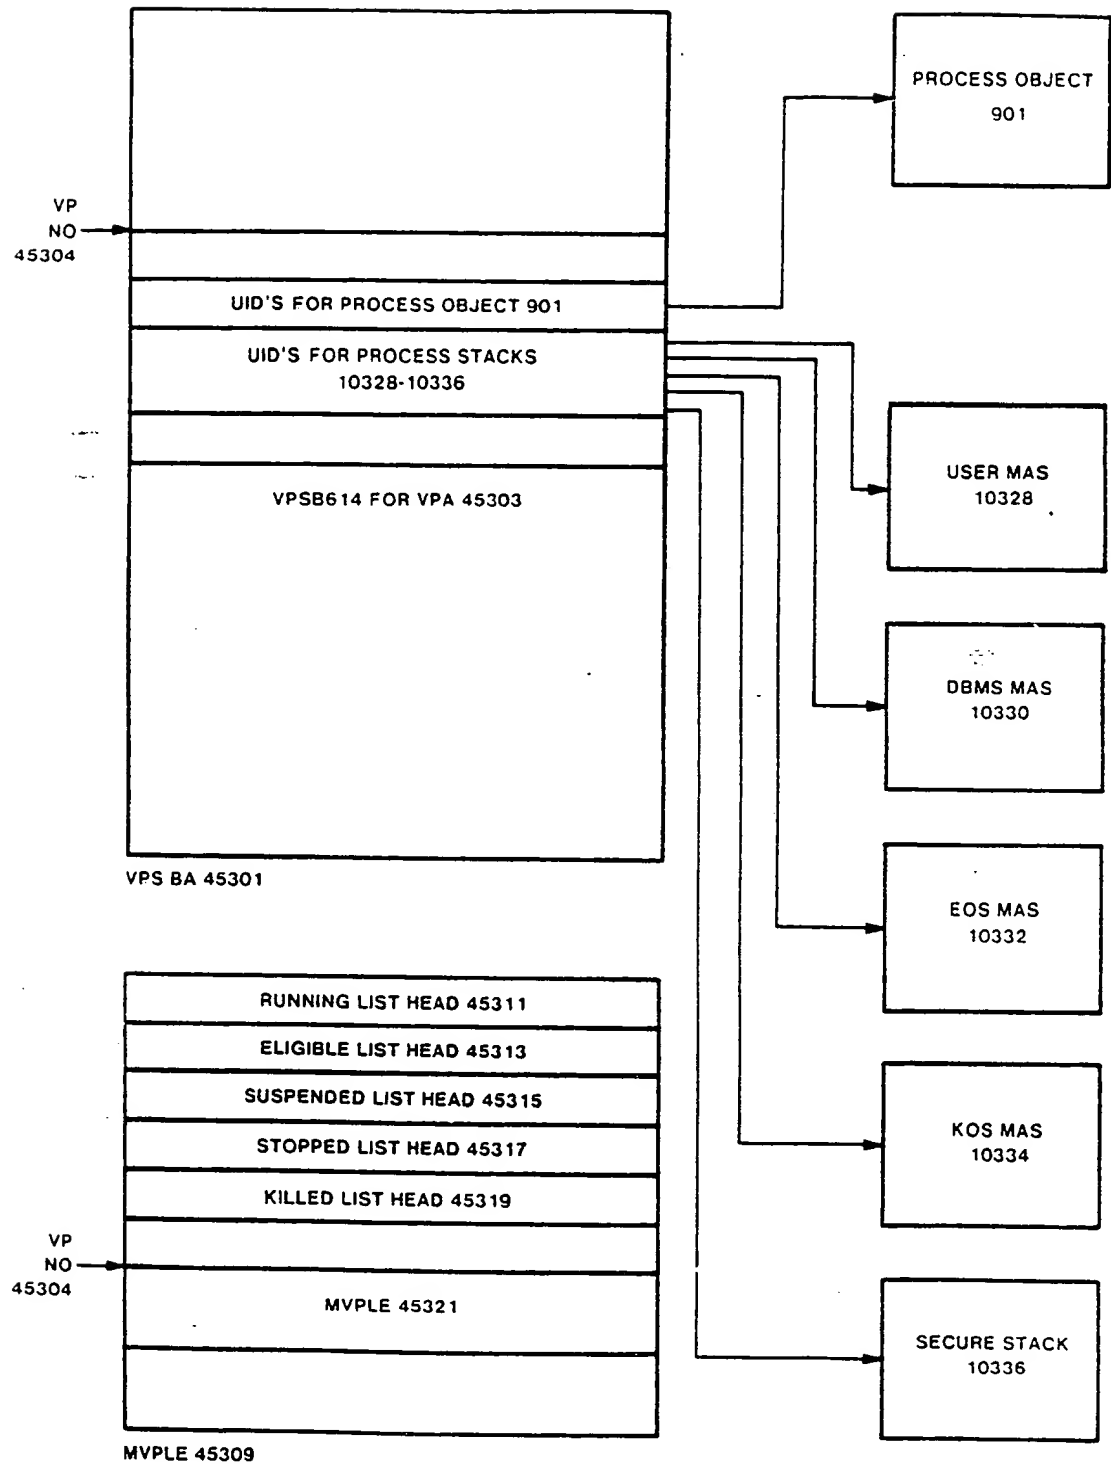 PROCESS OBJECT
901
VP
NO
45304
UID'S FOR PROCESS OBJECT 901
UID'S FOR PROCESS STACKS
10328-10336
VPSB614 FOR VPA 45303
USER MAS
10328
DBMS MAS
10330
EOS MAS
10332
KOS MAS
10334
SECURE STACK
10336
VPS BA 45301
RUNNING LIST HEAD 45311
ELIGIBLE LIST HEAD 45313
SUSPENDED LIST HEAD 45315
STOPPED LIST HEAD 45317
KILLED LIST HEAD 45319
VP
NO
45304
MVPLE 45321
MVPLE 45309